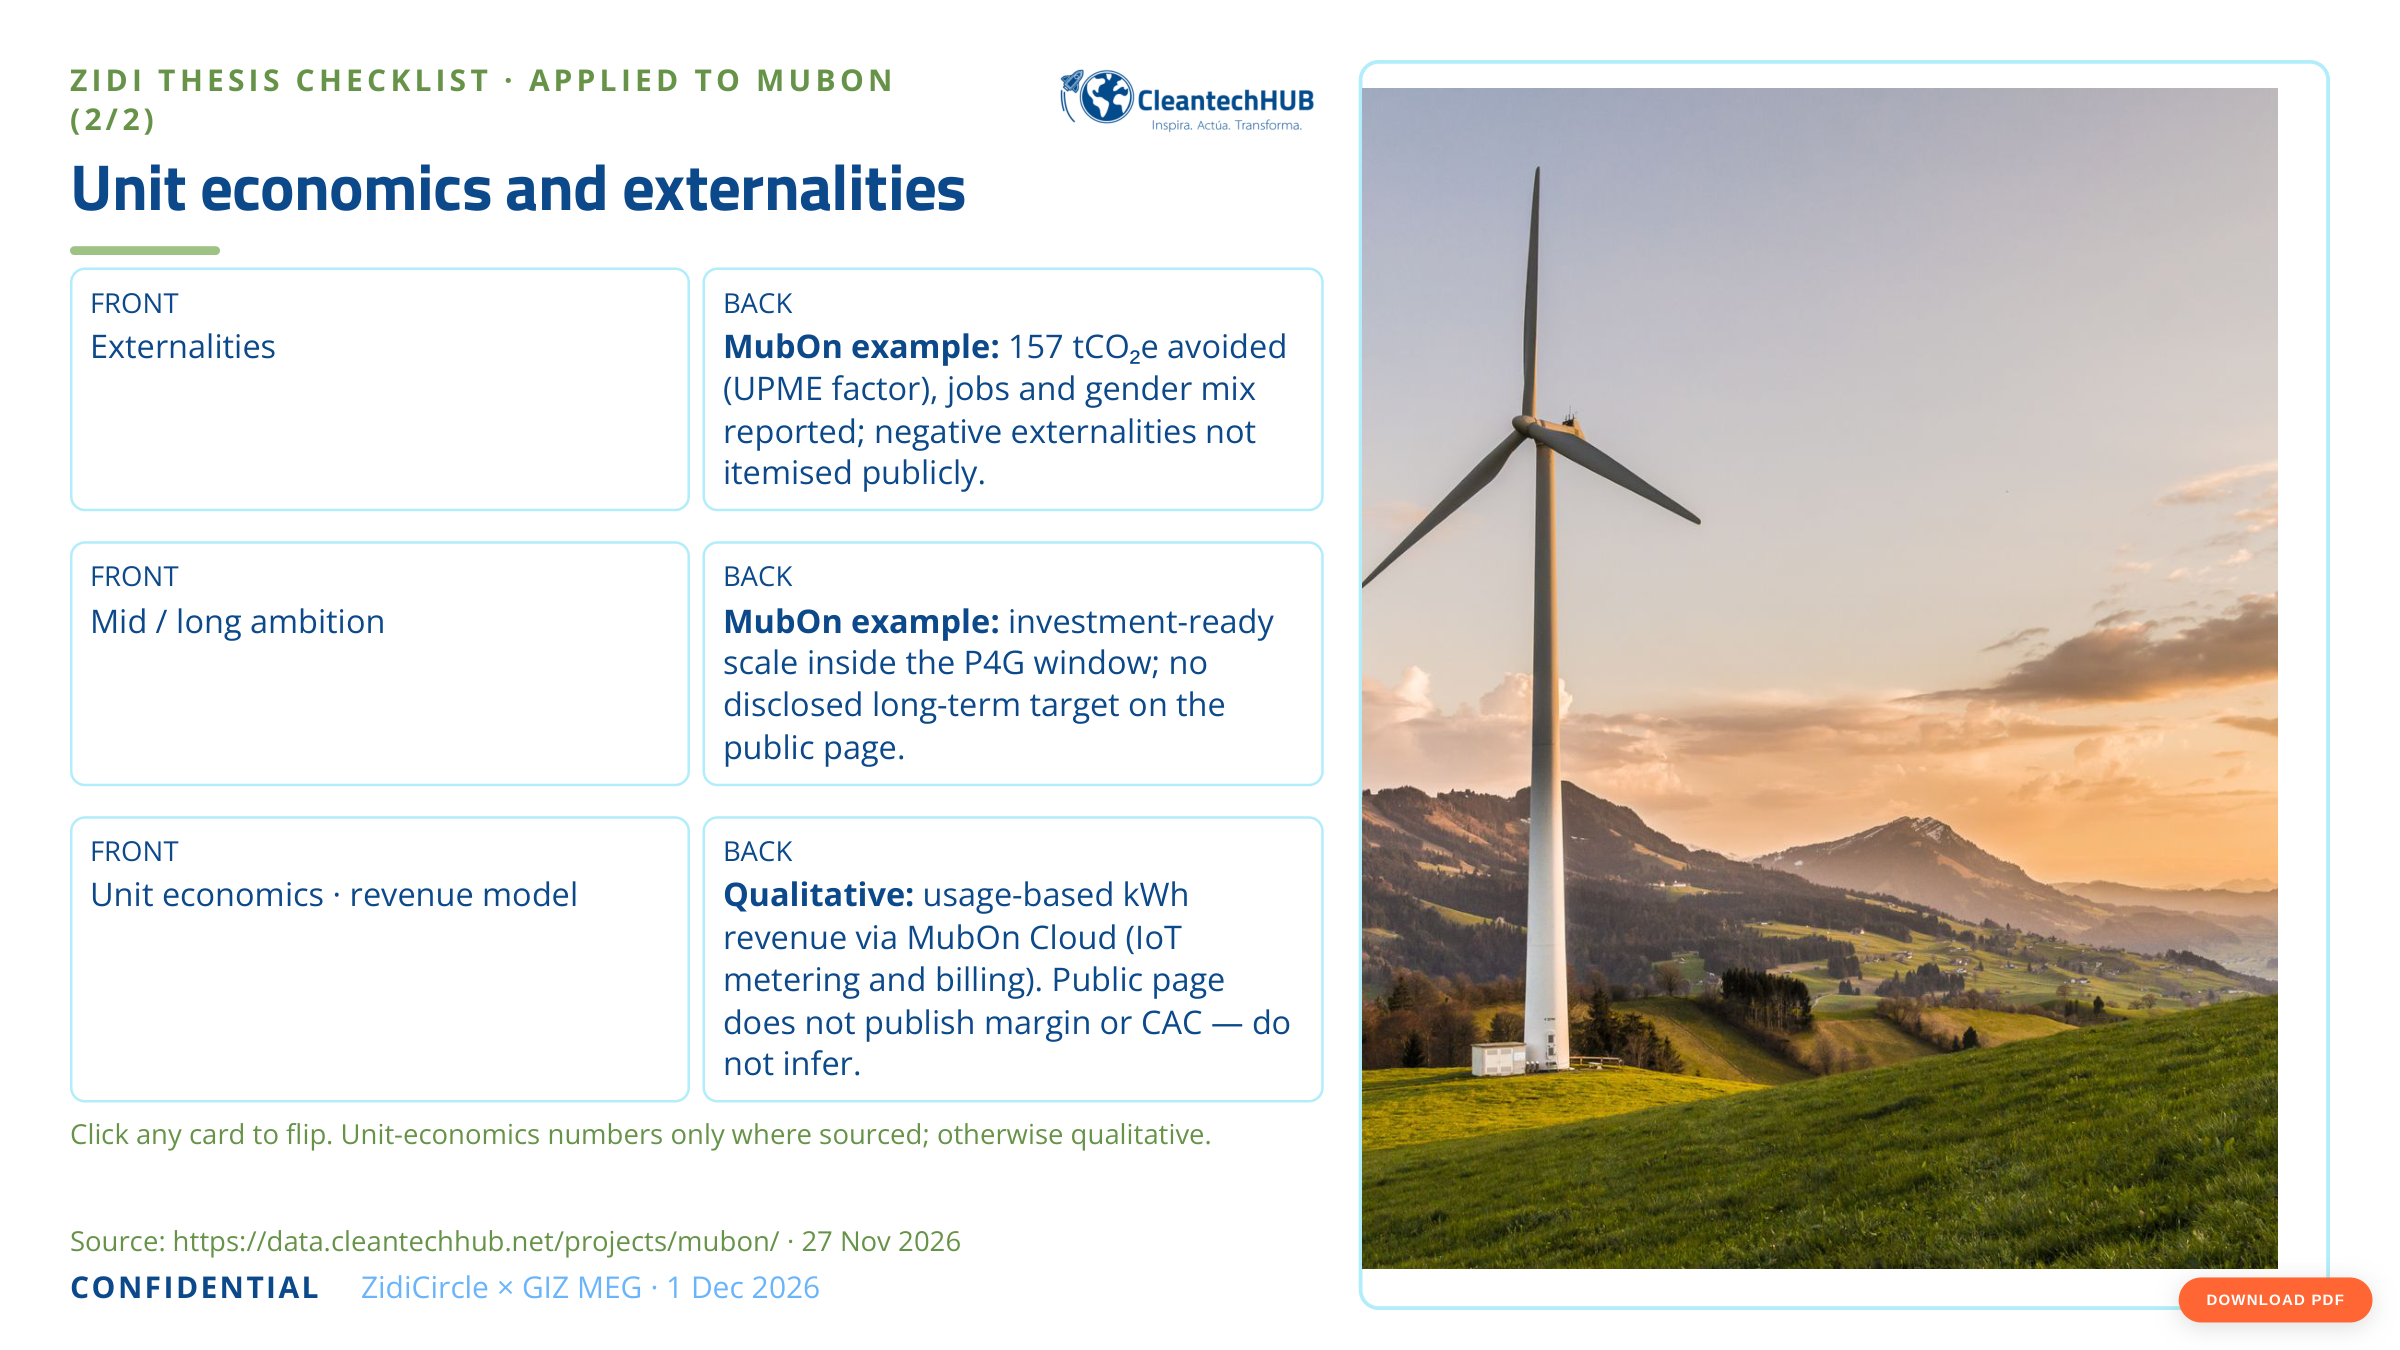 ZIDI THESIS CHECKLIST · APPLIED TO MUBON
(2/2)
CleantechHUB
Inspira. Actúa. Transforma.
Unit economics and externalities
FRONT
Externalities
BACK
MubOn example: 157 tCO₂e avoided
(UPME factor), jobs and gender mix
reported; negative externalities not
itemised publicly.
FRONT
Mid / long ambition
BACK
MubOn example: investment-ready
scale inside the P4G window; no
disclosed long-term target on the
public page.
FRONT
Unit economics · revenue model
BACK
Qualitative: usage-based kWh
revenue via MubOn Cloud (IoT
metering and billing). Public page
does not publish margin or CAC — do
not infer.
Click any card to flip. Unit-economics numbers only where sourced; otherwise qualitative.
Source: https://data.cleantechhub.net/projects/mubon/ · 27 Nov 2026
CONFIDENTIAL ZidiCircle × GIZ MEG · 1 Dec 2026
DOWNLOAD PDF